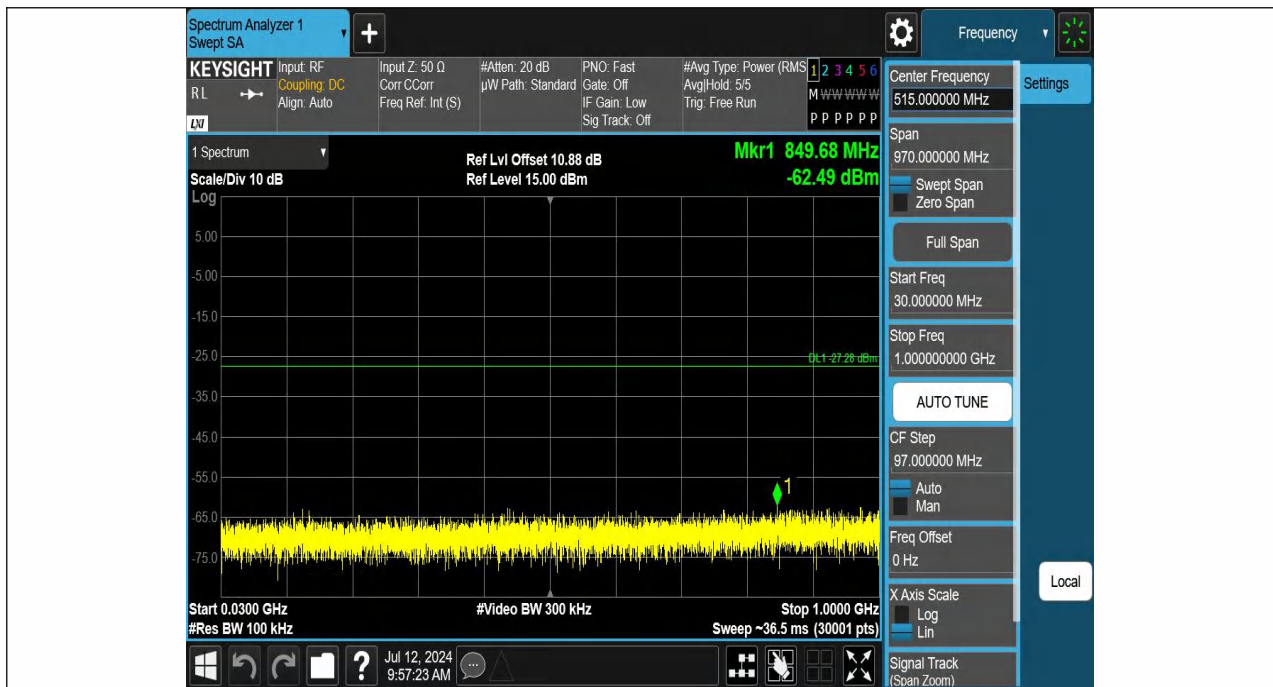 Spectrum Analyzer 1
Swept SA
+
Frequency
KEYSIGHT
RL
LXI
Input: RF
Coupling: DC
Align: Auto
Input Z: 50 Ω
Corr CCorr
Freq Ref: Int (S)
#Atten: 20 dB
µW Path: Standard
PNO: Fast
Gate: Off
IF Gain: Low
Sig Track: Off
#Avg Type: Power (RMS
Avg|Hold: 5/5
Trig: Free Run
1 2 3 4 5 6
M W W W W W
P P P P P P
1 Spectrum
Scale/Div 10 dB
Log
Ref Lvl Offset 10.88 dB
Ref Level 15.00 dBm
Mkr1 849.68 MHz
-62.49 dBm
5.00
-5.00
-15.0
-25.0
DL1 -27.28 dBm
-35.0
-45.0
-55.0
1
-65.0
-75.0
Start 0.0300 GHz
#Video BW 300 kHz
Stop 1.0000 GHz
#Res BW 100 kHz
Sweep ~36.5 ms (30001 pts)
Center Frequency
515.000000 MHz
Settings
Span
970.000000 MHz
Swept Span
Zero Span
Full Span
Start Freq
30.000000 MHz
Stop Freq
1.000000000 GHz
AUTO TUNE
CF Step
97.000000 MHz
Auto
Man
Freq Offset
0 Hz
Local
X Axis Scale
Log
Lin
Signal Track
(Span Zoom)
?
Jul 12, 2024
9:57:23 AM